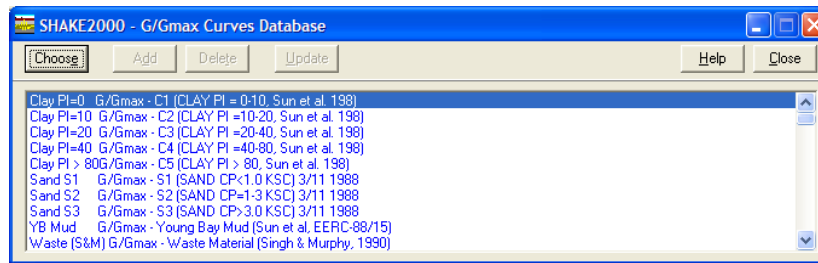 SHAKE2000 - G/Gmax Curves Database
Choose Add Delete Update Help Close
Clay PI=0 G/Gmax - C1 (CLAY PI = 0-10, Sun et al. 198)
Clay PI=10 G/Gmax - C2 (CLAY PI =10-20, Sun et al. 198)
Clay PI=20 G/Gmax - C3 (CLAY PI =20-40, Sun et al. 198)
Clay PI=40 G/Gmax - C4 (CLAY PI =40-80, Sun et al. 198)
Clay PI > 80G/Gmax - C5 (CLAY PI > 80, Sun et al. 198)
Sand S1 G/Gmax - S1 (SAND CP<1.0 KSC) 3/11 1988
Sand S2 G/Gmax - S2 (SAND CP=1-3 KSC) 3/11 1988
Sand S3 G/Gmax - S3 (SAND CP>3.0 KSC) 3/11 1988
YB Mud G/Gmax - Young Bay Mud (Sun et al, EERC-88/15)
Waste (S&M) G/Gmax - Waste Material (Singh & Murphy, 1990)